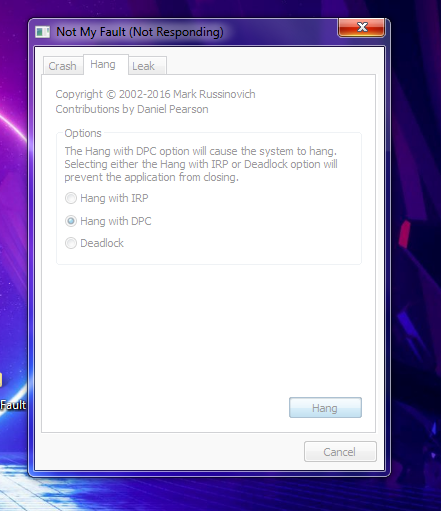 Not My Fault (Not Responding)
Crash Hang Leak
Copyright © 2002-2016 Mark Russinovich
Contributions by Daniel Pearson
Options
The Hang with DPC option will cause the system to hang.
Selecting either the Hang with IRP or Deadlock option will
prevent the application from closing.
Hang with IRP
Hang with DPC
Deadlock
Fault
Hang
Cancel